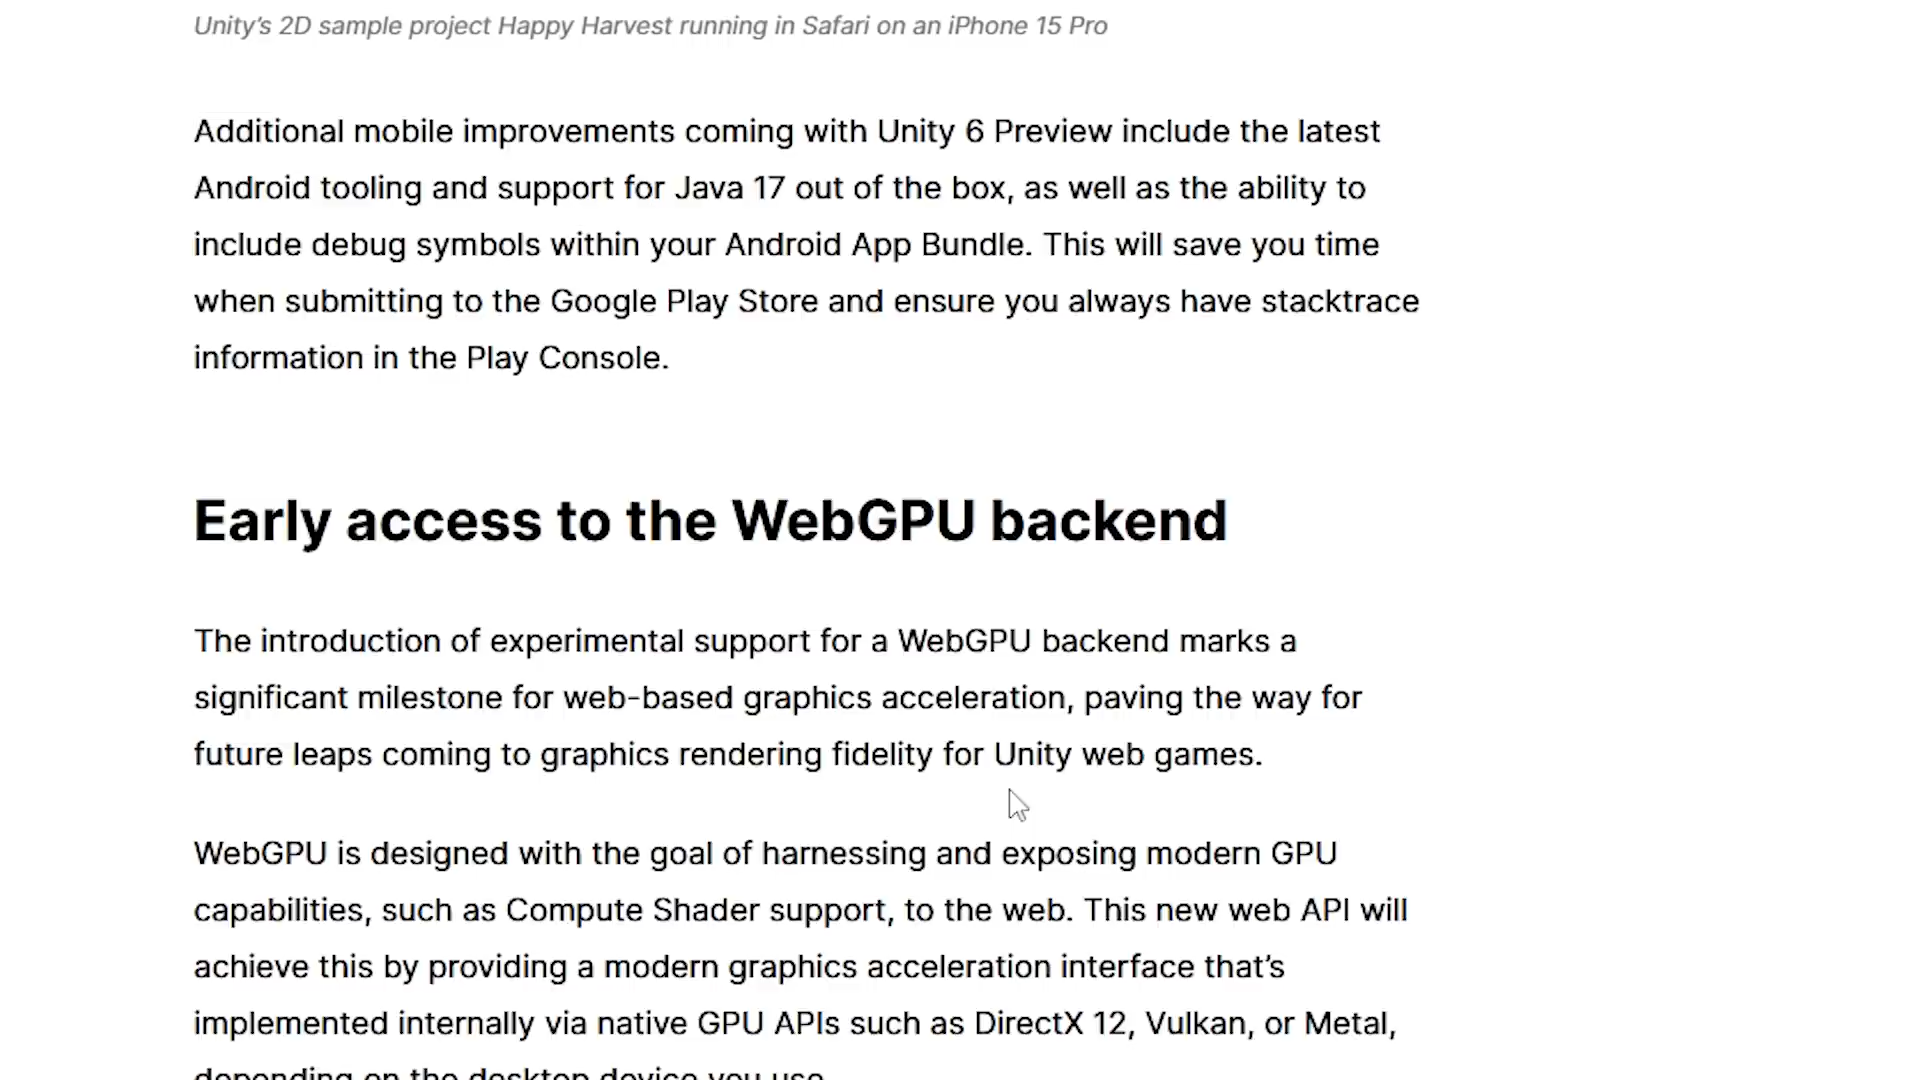 Unity’s 2D sample project Happy Harvest running in Safari on an iPhone 15 Pro
Additional mobile improvements coming with Unity 6 Preview include the latest
Android tooling and support for Java 17 out of the box, as well as the ability to
include debug symbols within your Android App Bundle. This will save you time
when submitting to the Google Play Store and ensure you always have stacktrace
information in the Play Console.
Early access to the WebGPU backend
The introduction of experimental support for a WebGPU backend marks a
significant milestone for web-based graphics acceleration, paving the way for
future leaps coming to graphics rendering fidelity for Unity web games.
WebGPU is designed with the goal of harnessing and exposing modern GPU
capabilities, such as Compute Shader support, to the web. This new web API will
achieve this by providing a modern graphics acceleration interface that’s
implemented internally via native GPU APIs such as DirectX 12, Vulkan, or Metal,
depending on the desktop device you use.